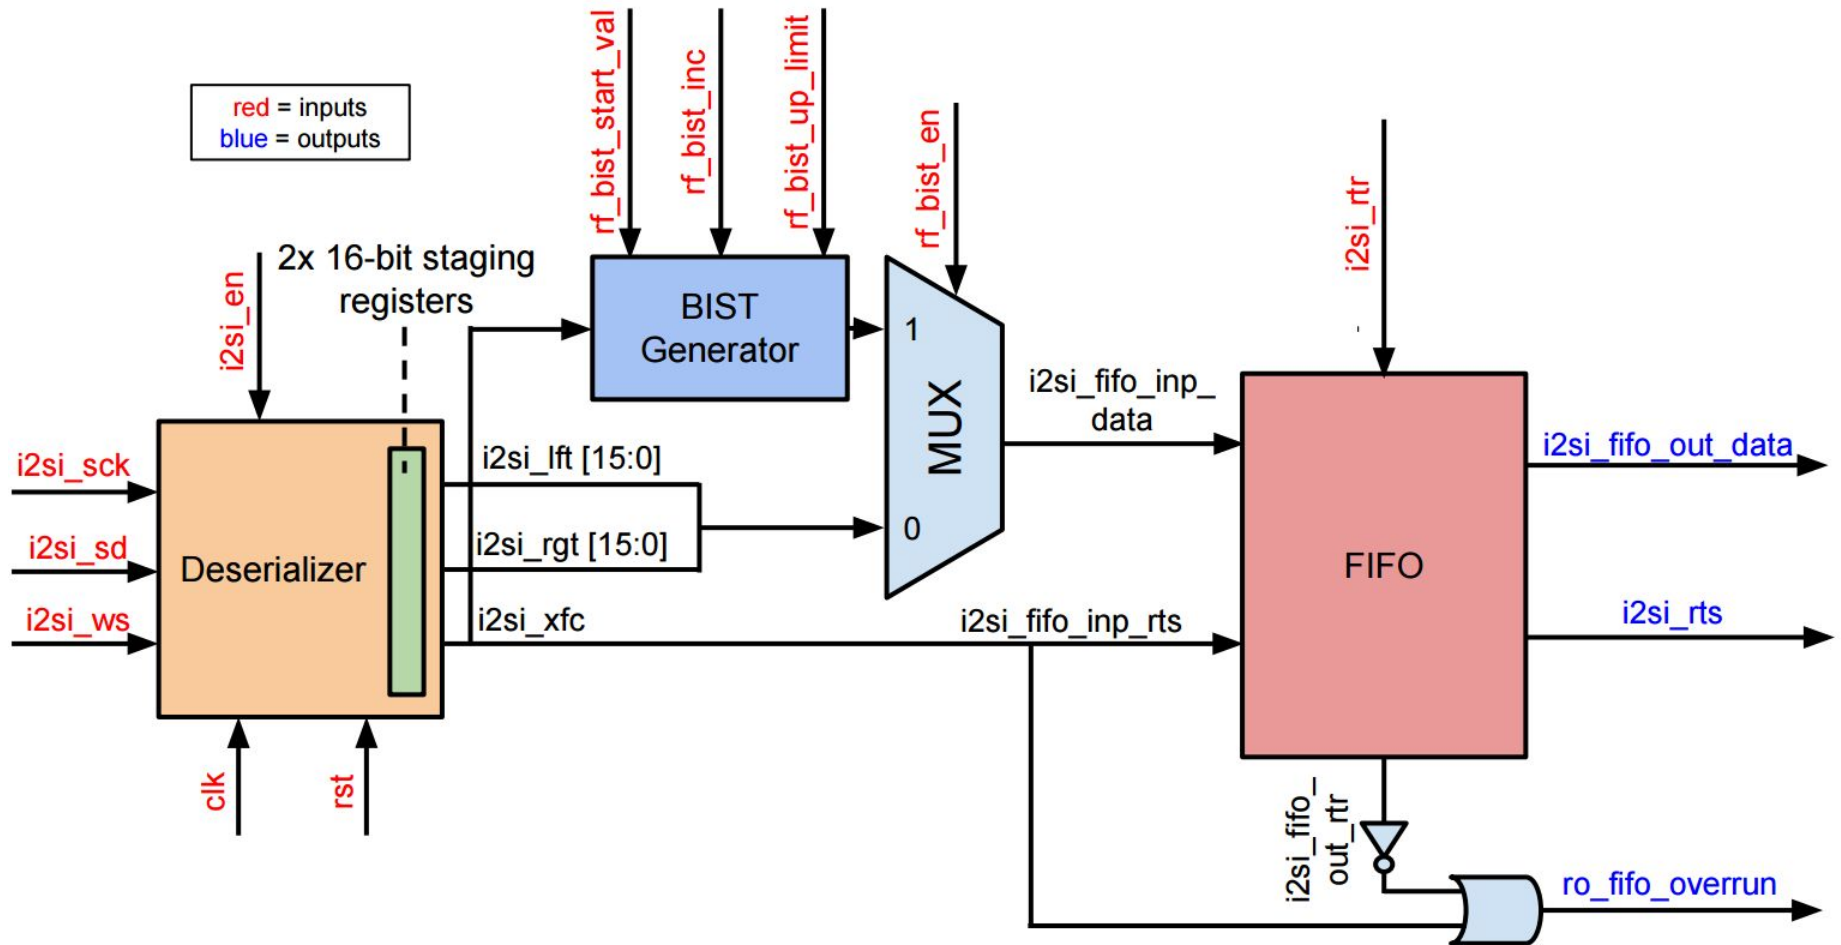 red = inputs
blue = outputs
rf_bist_start_val
rf_bist_inc
rf_bist_up_limit
rf_bist_en
i2si_rtr
i2si_en
2x 16-bit staging
registers
BIST
Generator
1
MUX
0
i2si_fifo_inp_
data
i2si_sck
i2si_sd
i2si_ws
Deserializer
i2si_lft [15:0]
i2si_rgt [15:0]
i2si_xfc
i2si_fifo_inp_rts
FIFO
i2si_fifo_out_data
i2si_rts
clk
rst
i2si_fifo_
out_rtr
ro_fifo_overrun